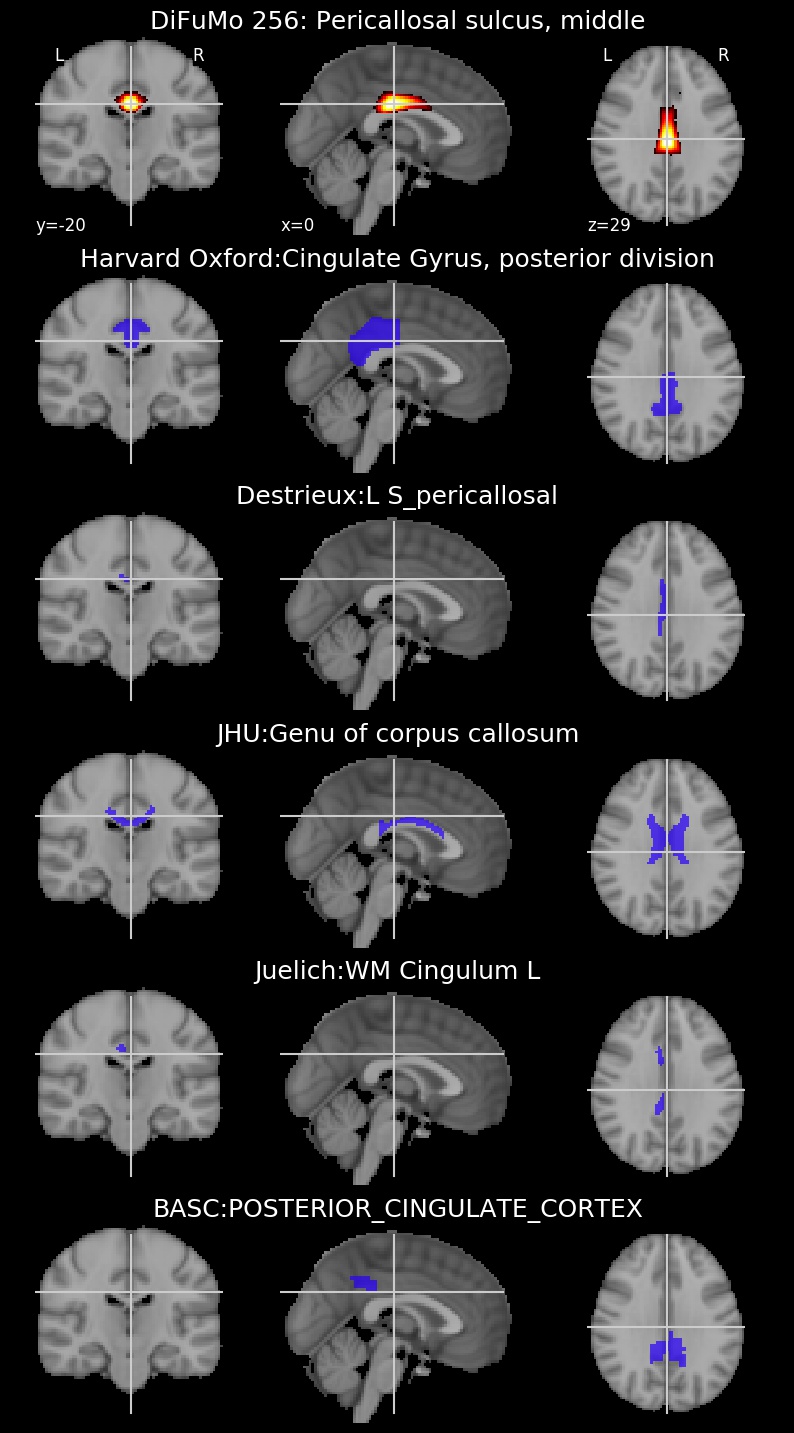 DiFuMo 256: Pericallosal sulcus, middle
L R L R
y=-20 x=0 z=29
Harvard Oxford:Cingulate Gyrus, posterior division
Destrieux:L S_pericallosal
JHU:Genu of corpus callosum
Juelich:WM Cingulum L
BASC:POSTERIOR_CINGULATE_CORTEX